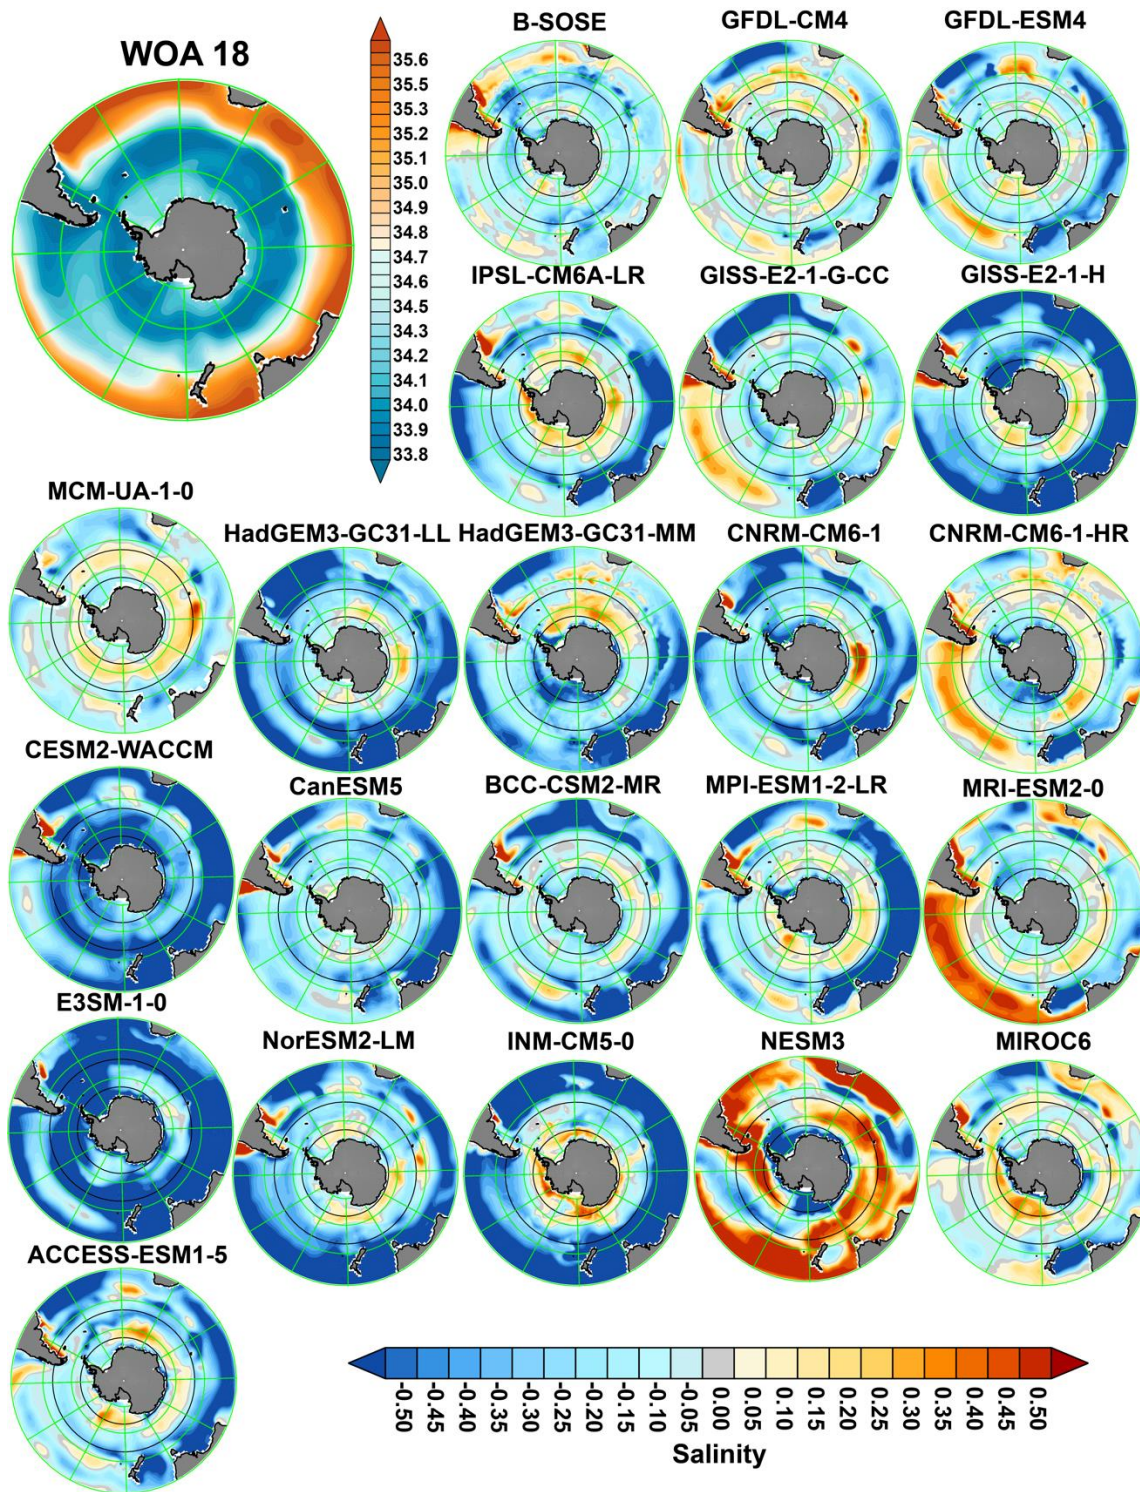 B-SOSE
GFDL-CM4
GFDL-ESM4
WOA 18
35.6
35.5
35.3
35.2
35.1
35.0
34.9
34.8
34.7
34.6
34.5
34.4
34.3
34.2
34.1
34.0
33.9
33.8
IPSL-CM6A-LR
GISS-E2-1-G-CC
GISS-E2-1-H
MCM-UA-1-0
HadGEM3-GC31-LL
HadGEM3-GC31-MM
CNRM-CM6-1
CNRM-CM6-1-HR
CESM2-WACCM
CanESM5
BCC-CSM2-MR
MPI-ESM1-2-LR
MRI-ESM2-0
E3SM-1-0
NorESM2-LM
INM-CM5-0
NESM3
MIROC6
ACCESS-ESM1-5
-0.50
-0.45
-0.40
-0.35
-0.30
-0.25
-0.20
-0.15
-0.10
-0.05
0.00
0.05
0.10
0.15
0.20
0.25
0.30
0.35
0.40
0.45
0.50
Salinity